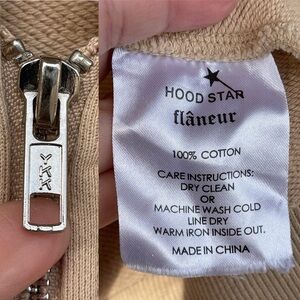 HOOD STAR
flâneur
100% COTTON
CARE INSTRUCTIONS:
DRY CLEAN
OR
MACHINE WASH COLD
LINE DRY
WARM IRON INSIDE OUT.
MADE IN CHINA